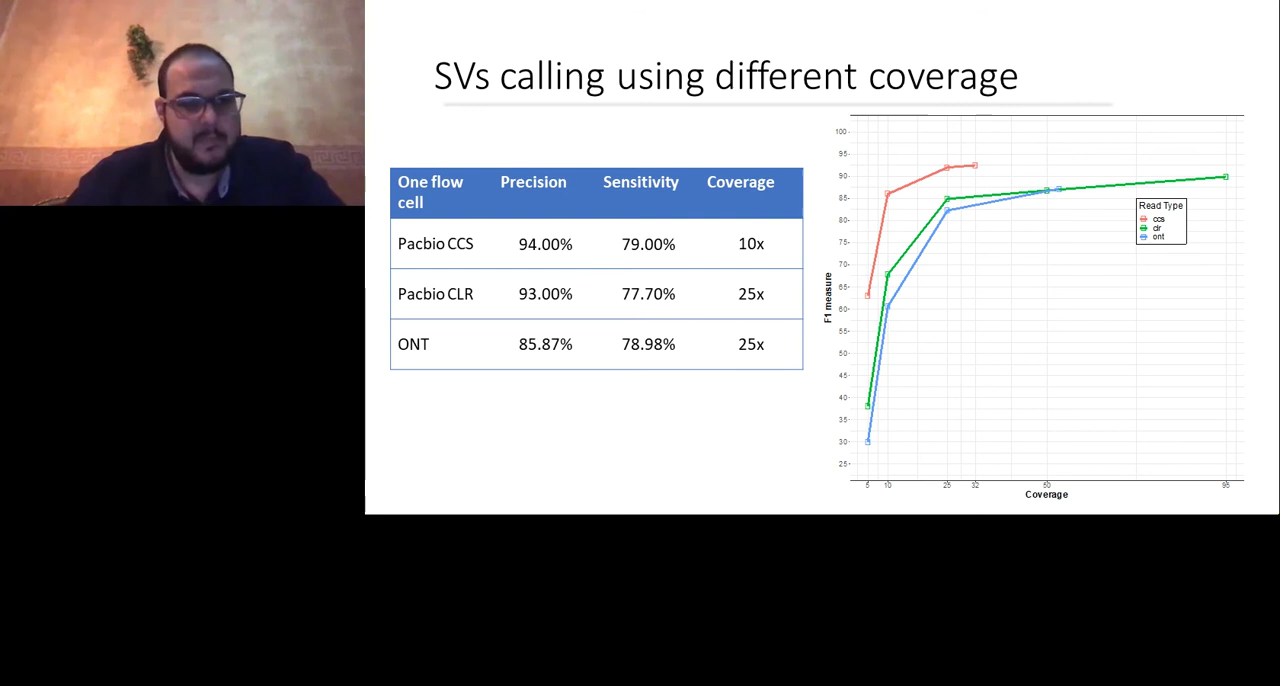 SVs calling using different coverage
One flow cell Precision Sensitivity Coverage
Pacbio CCS 94.00% 79.00% 10x
Pacbio CLR 93.00% 77.70% 25x
ONT 85.87% 78.98% 25x
100
95
90
85
80
75
70
65
60
55
50
45
40
35
30
25
F1 measure
Read Type
ccs
clr
ont
5 10 25 32 50 95
Coverage